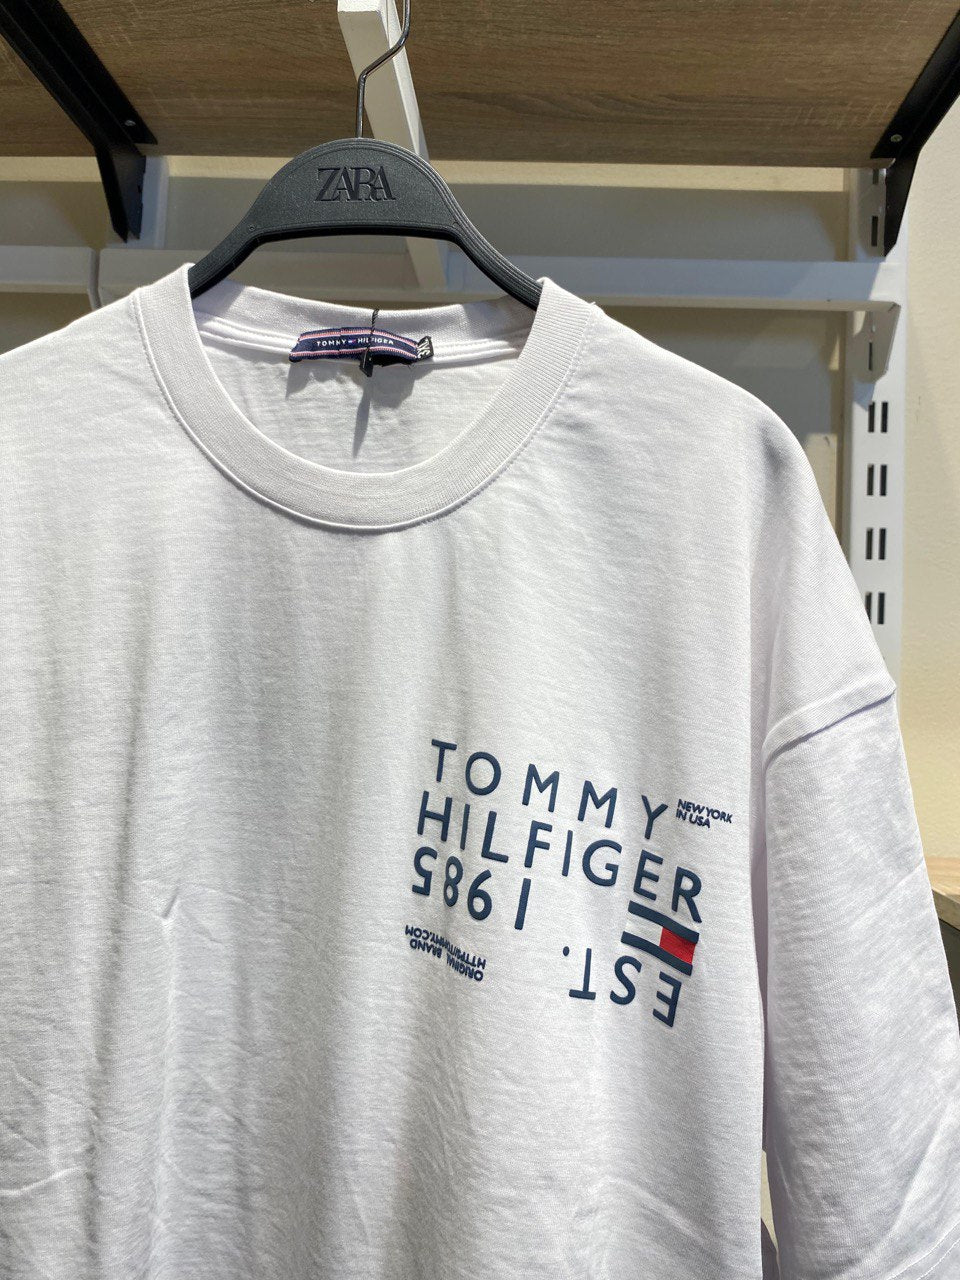 ZARA
TOMMY HILFIGER
TOMMY
NEW YORK
IN USA
HILFIGER
EST. 1985
ORIGINAL BRAND